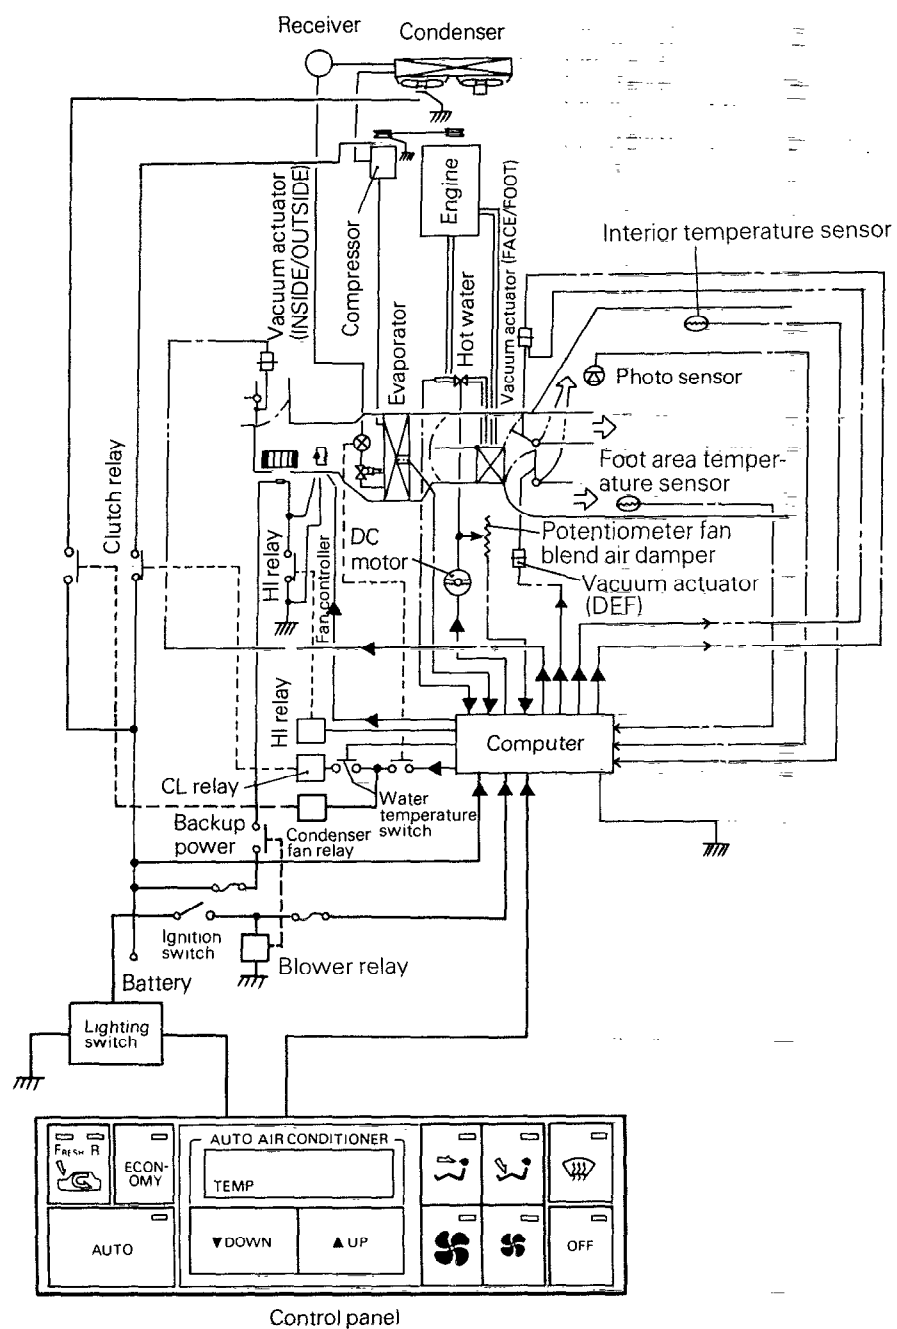 Receiver
Condenser
Vacuum actuator
(INSIDE/OUTSIDE)
Compressor
Engine
Vacuum actuator (FACE/FOOT)
Interior temperature sensor
Evaporator
Hot water
Photo sensor
Clutch relay
Foot area temper-
ature sensor
HI relay
Fan controller
DC
motor
Potentiometer fan
blend air damper
Vacuum actuator
(DEF)
HI relay
Computer
CL relay
Water
temperature
switch
Backup
power
Condenser
fan relay
Ignition
switch
Blower relay
Battery
Lighting
switch
FRESH R
ECON-
OMY
AUTO AIR CONDITIONER
TEMP
AUTO
▼DOWN
▲UP
OFF
Control panel